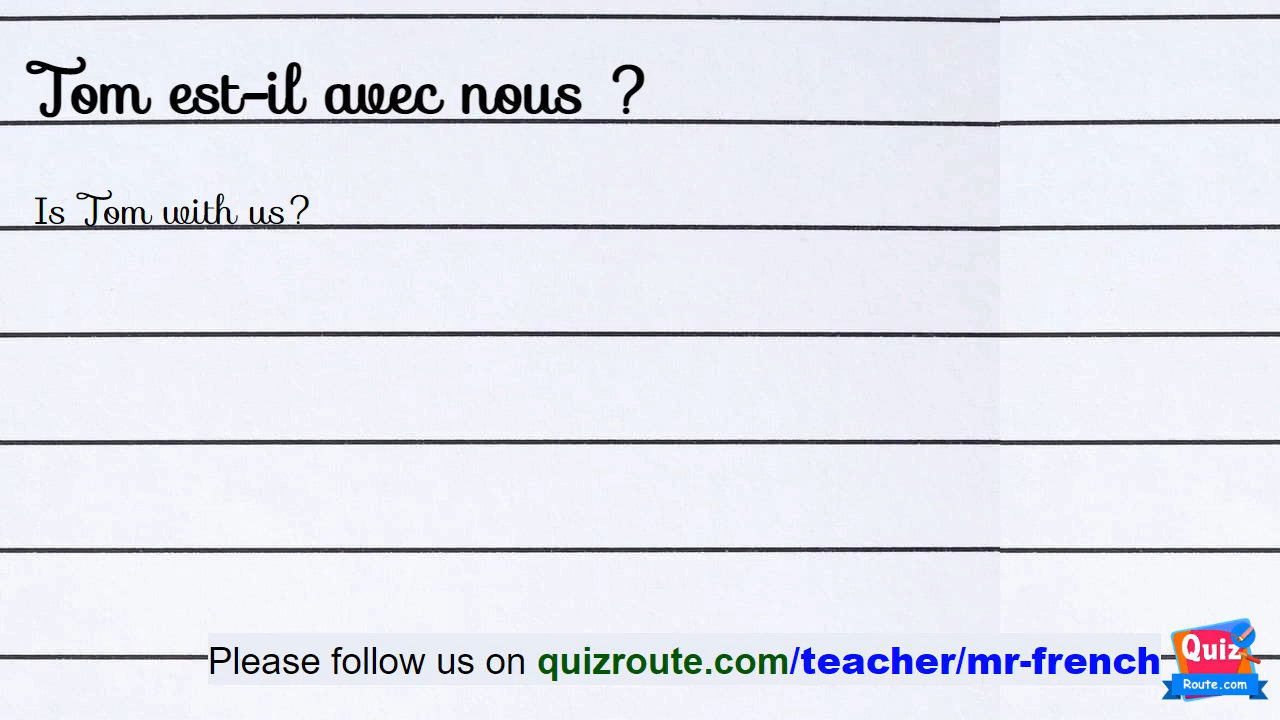 Tom est-il avec nous ?
Is Tom with us?
Please follow us on quizroute.com/teacher/mr-french
Quiz
Route.com